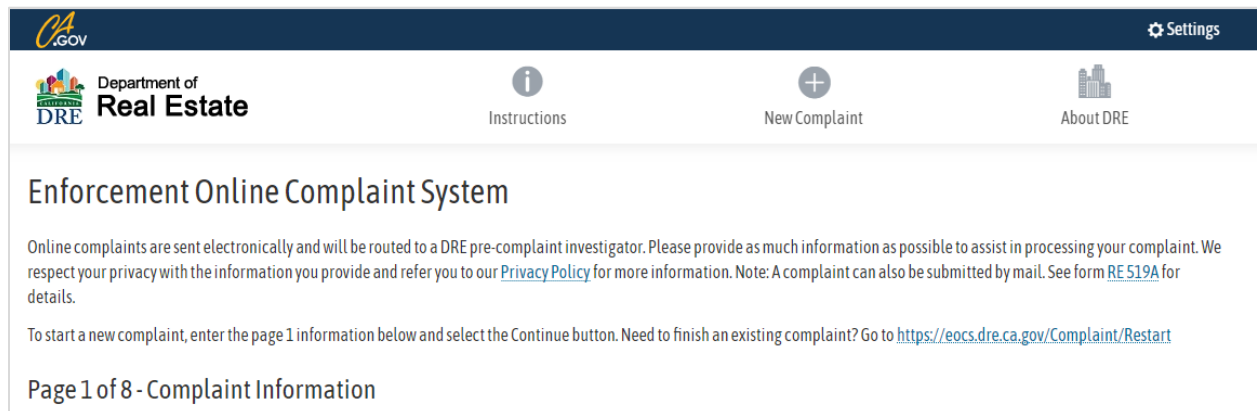 CA.GOV
Settings
CALIFORNIA
DRE
Department of
Real Estate
Instructions
New Complaint
About DRE
Enforcement Online Complaint System
Online complaints are sent electronically and will be routed to a DRE pre-complaint investigator. Please provide as much information as possible to assist in processing your complaint. We
respect your privacy with the information you provide and refer you to our Privacy Policy for more information. Note: A complaint can also be submitted by mail. See form RE 519A for
details.
To start a new complaint, enter the page 1 information below and select the Continue button. Need to finish an existing complaint? Go to https://eocs.dre.ca.gov/Complaint/Restart
Page 1 of 8 - Complaint Information